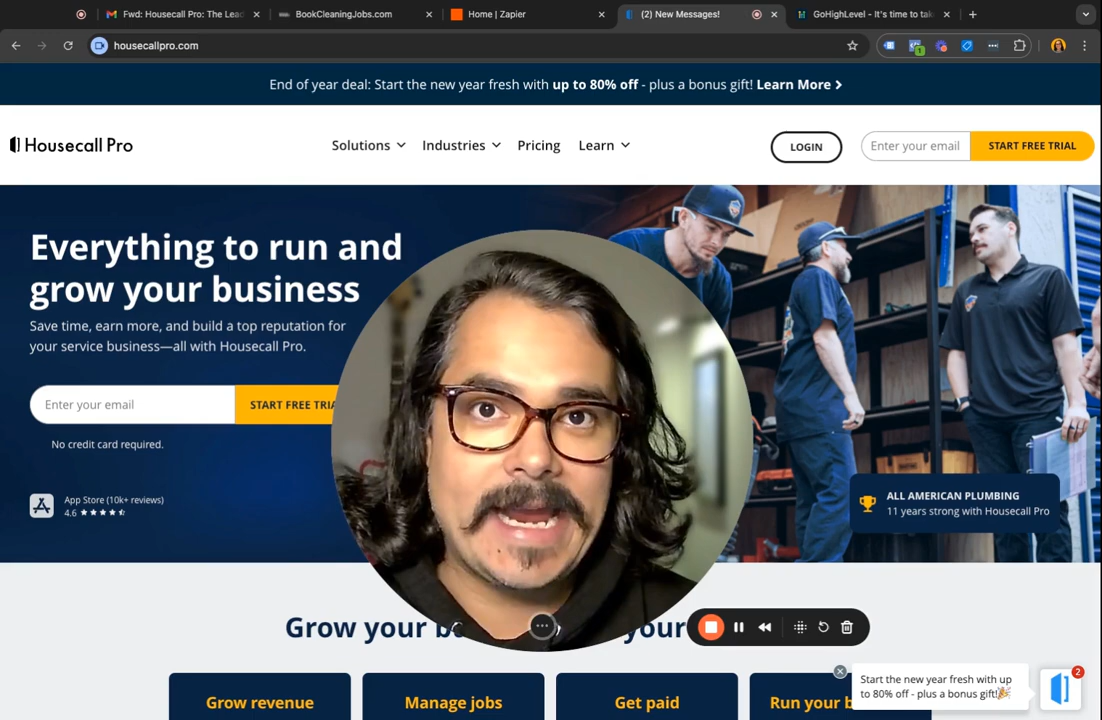 Fwd: Housecall Pro: The Lead
BookCleaningJobs.com
Home | Zapier
(2) New Messages!
GoHighLevel - It's time to tak
housecallpro.com
1
End of year deal: Start the new year fresh with up to 80% off - plus a bonus gift! Learn More
Housecall Pro
Solutions
Industries
Pricing
Learn
LOGIN
Enter your email
START FREE TRIAL
Everything to run and
grow your business
Save time, earn more, and build a top reputation for
your service business—all with Housecall Pro.
Enter your email
START FREE TRIA
No credit card required.
App Store (10k+ reviews)
4.6
ALL AMERICAN PLUMBING
11 years strong with Housecall Pro
Grow your b
your
Grow revenue
Manage jobs
Get paid
Run your b
Start the new year fresh with up
to 80% off - plus a bonus gift!🎉
2